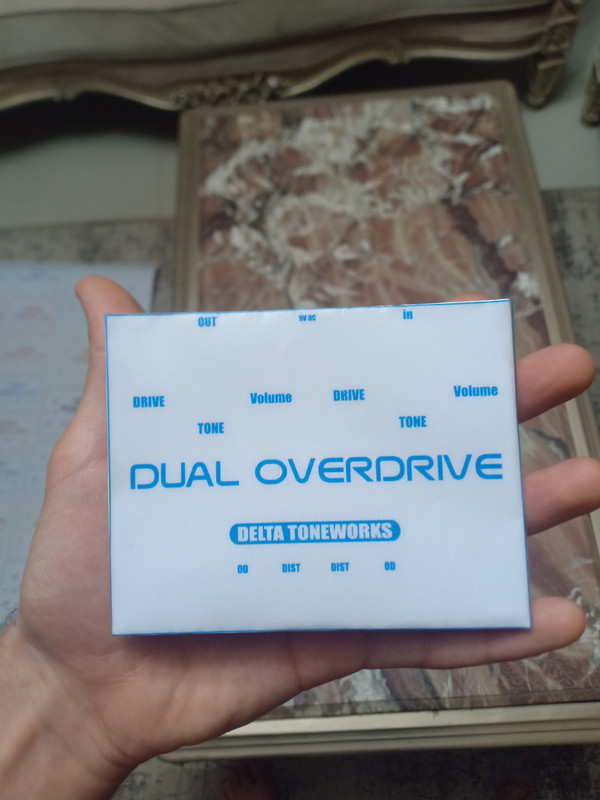 OUT 9V DC in
DRIVE Volume DRIVE Volume
TONE TONE
DUAL OVERDRIVE
DELTA TONEWORKS
OD DIST DIST OD